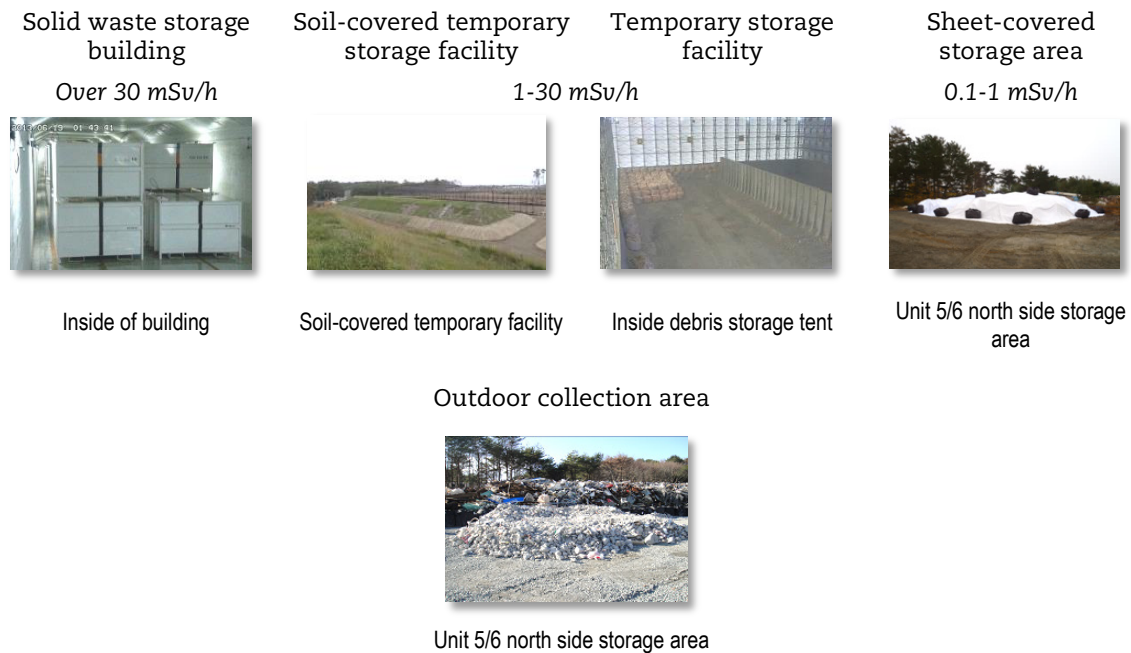 Solid waste storage
building
Soil-covered temporary
storage facility
Temporary storage
facility
Sheet-covered
storage area
Over 30 mSv/h
1-30 mSv/h
0.1-1 mSv/h
Inside of building
Soil-covered temporary facility
Inside debris storage tent
Unit 5/6 north side storage
area
Outdoor collection area
Unit 5/6 north side storage area